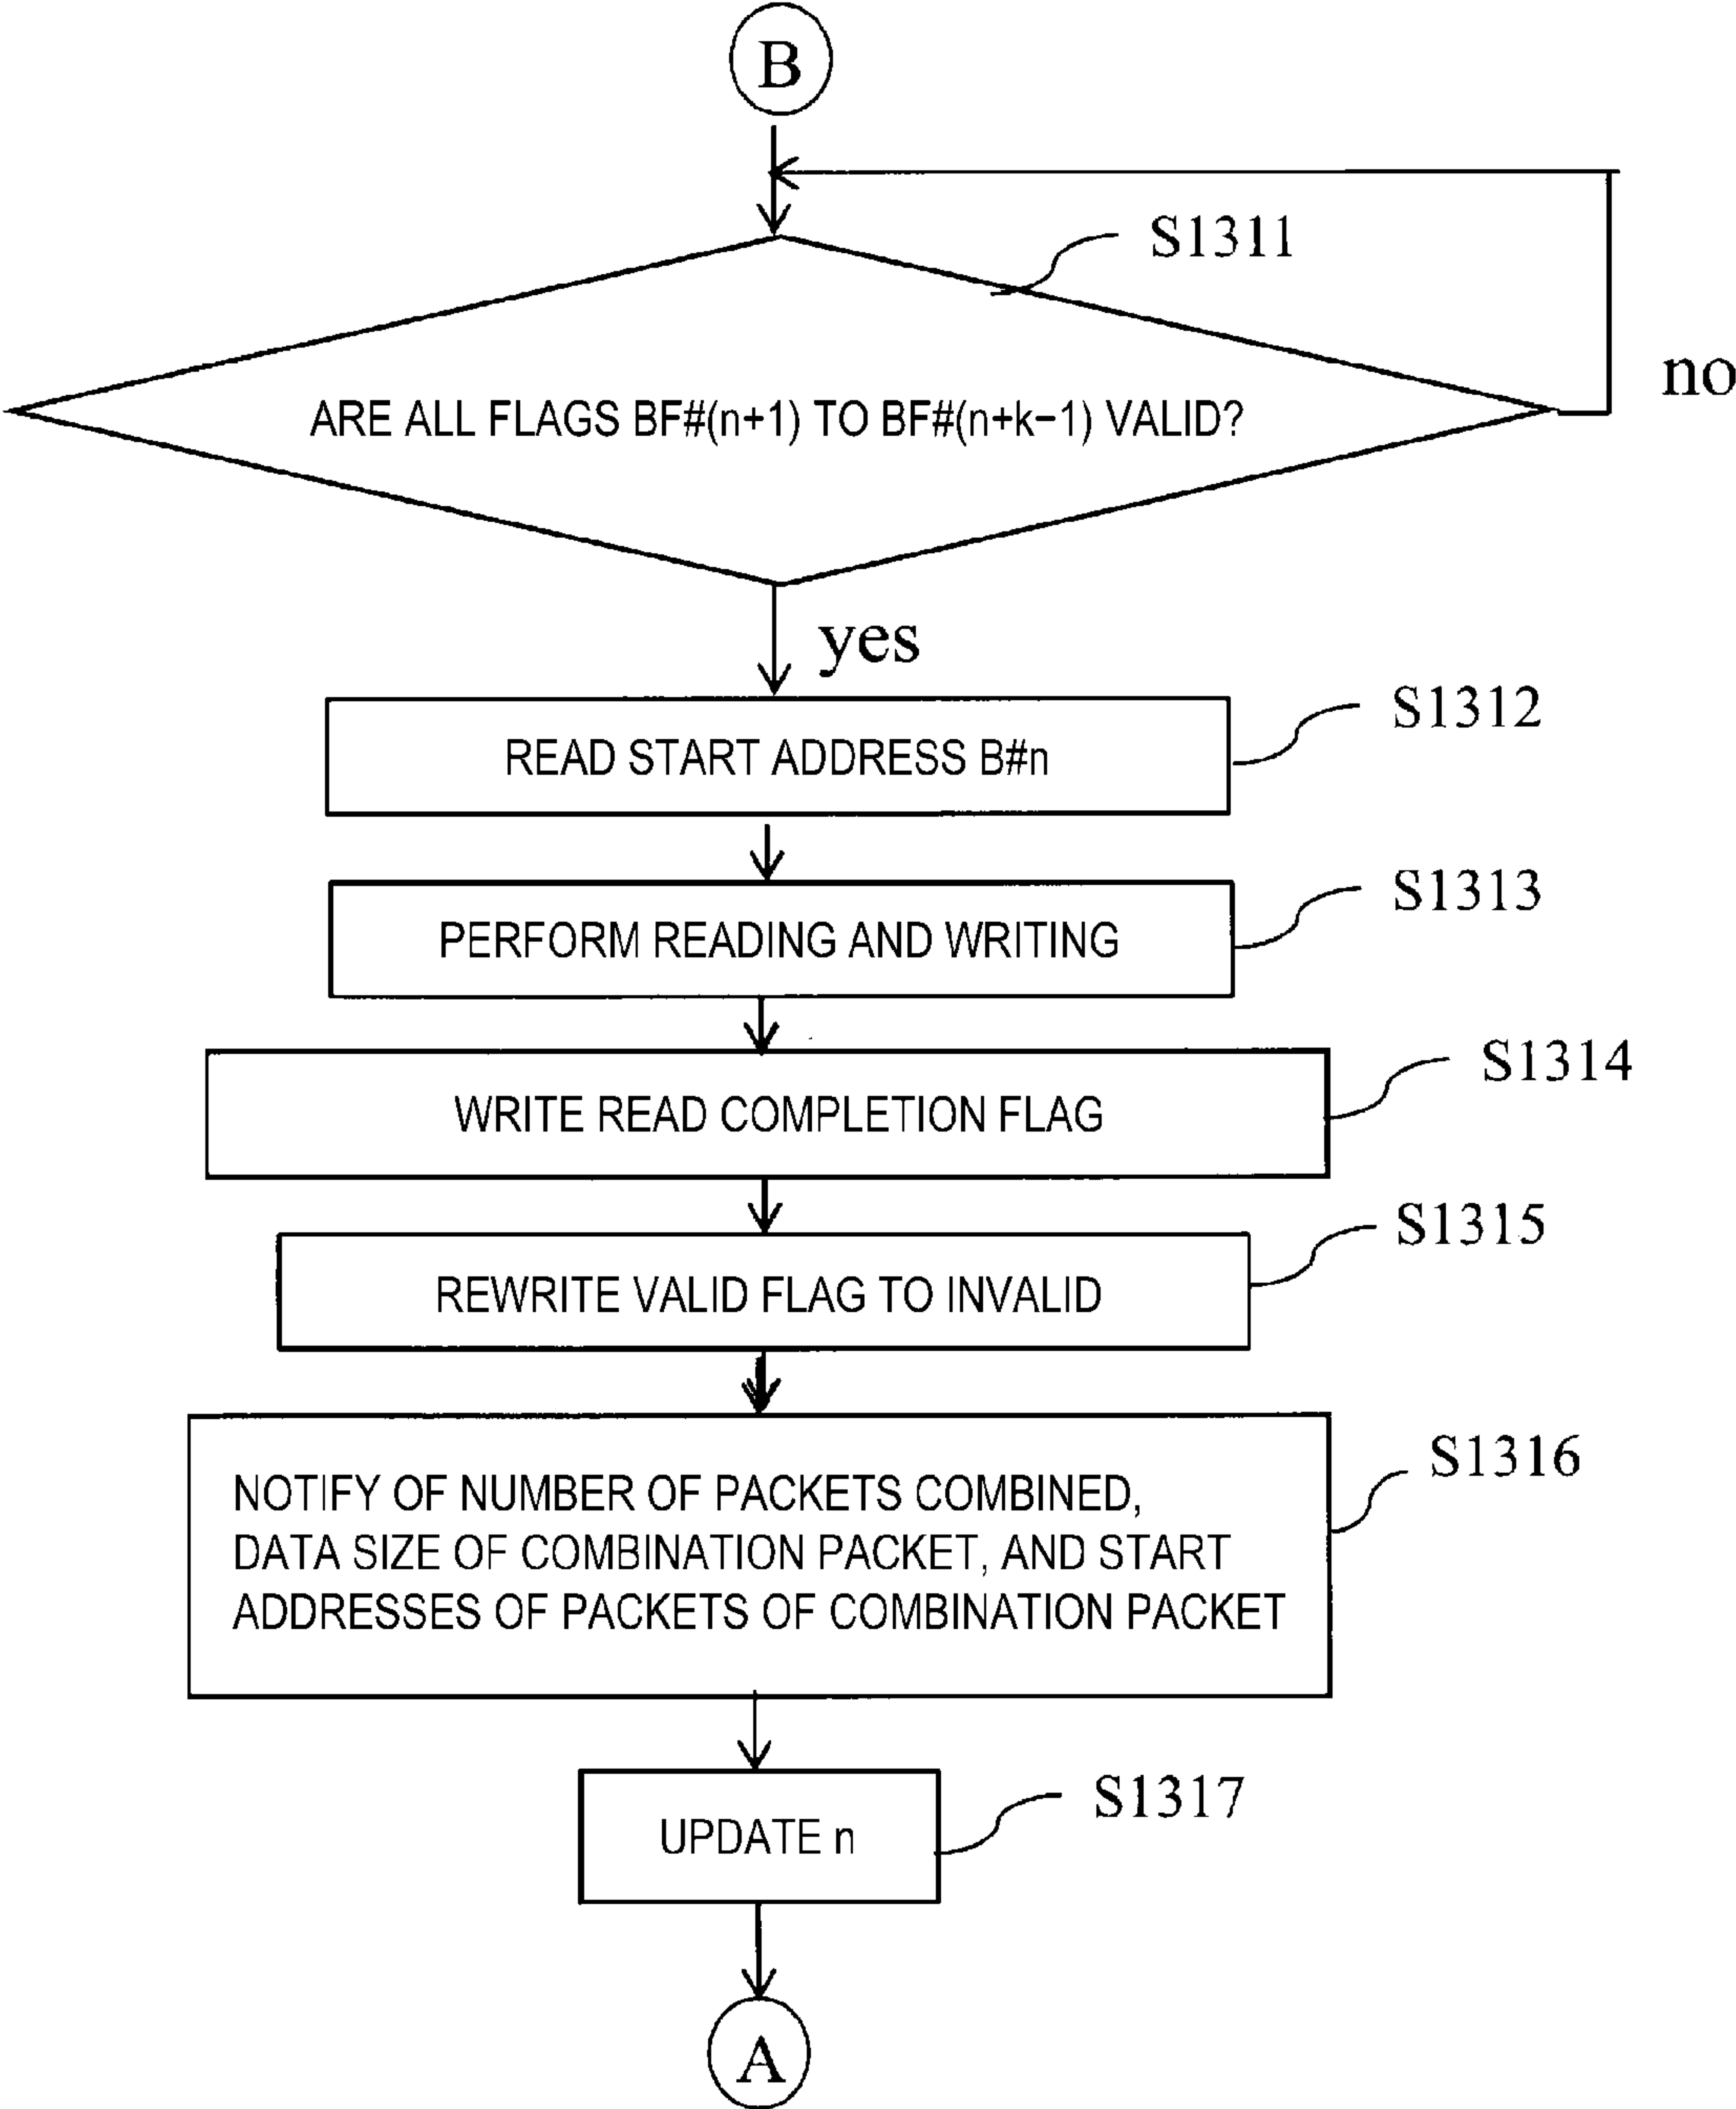 B
S1311
no
ARE ALL FLAGS BF#(n+1) TO BF#(n+k−1) VALID?
yes
S1312
READ START ADDRESS B#n
S1313
PERFORM READING AND WRITING
S1314
WRITE READ COMPLETION FLAG
S1315
REWRITE VALID FLAG TO INVALID
S1316
NOTIFY OF NUMBER OF PACKETS COMBINED,
DATA SIZE OF COMBINATION PACKET, AND START
ADDRESSES OF PACKETS OF COMBINATION PACKET
S1317
UPDATE n
A